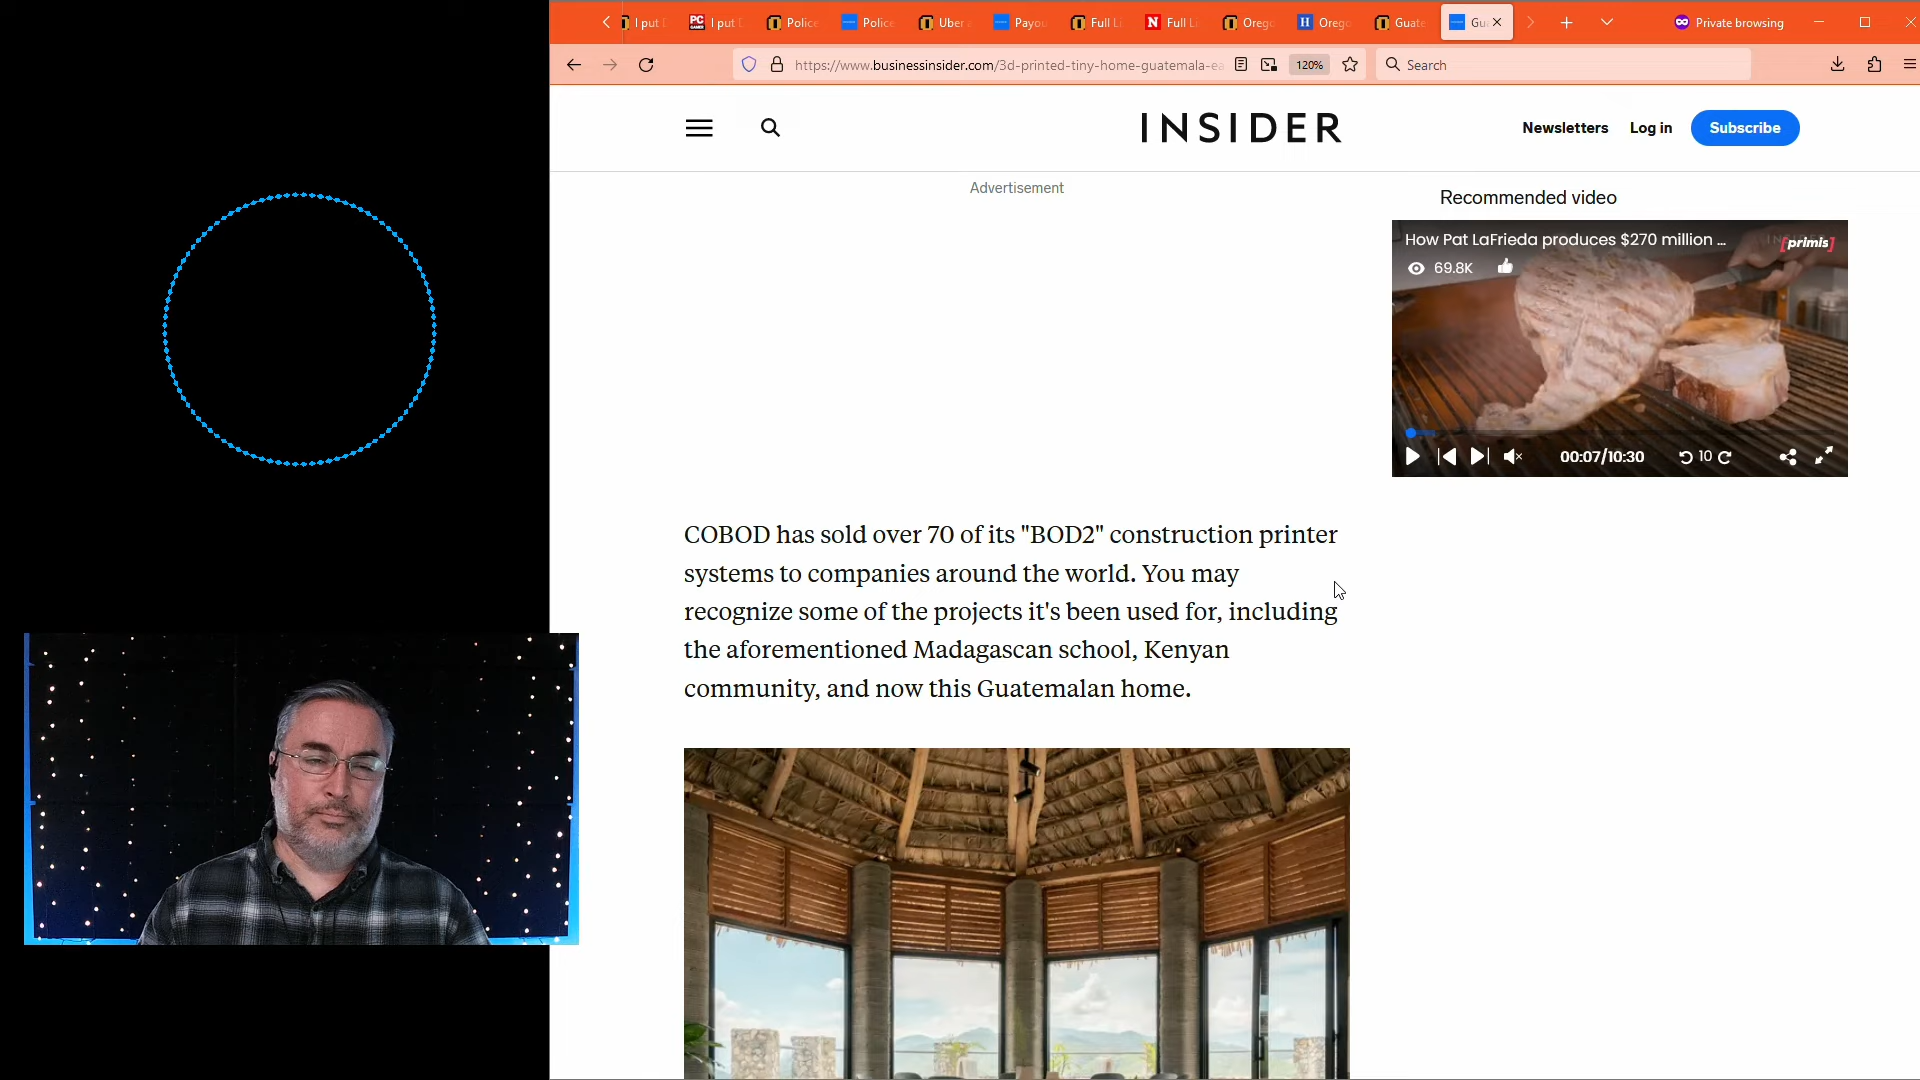 I put
I put
Police
Police
Uber
Payou
Full Li
Full Li
Orego
Orego
Guate
Gu
Private browsing
https://www.businessinsider.com/3d-printed-tiny-home-guatemala-ea
120%
Search
INSIDER
Newsletters
Log in
Subscribe
Advertisement
Recommended video
How Pat LaFrieda produces $270 million ...
[primis]
69.8K
00:07/10:30
10
COBOD has sold over 70 of its "BOD2" construction printer
systems to companies around the world. You may
recognize some of the projects it's been used for, including
the aforementioned Madagascan school, Kenyan
community, and now this Guatemalan home.